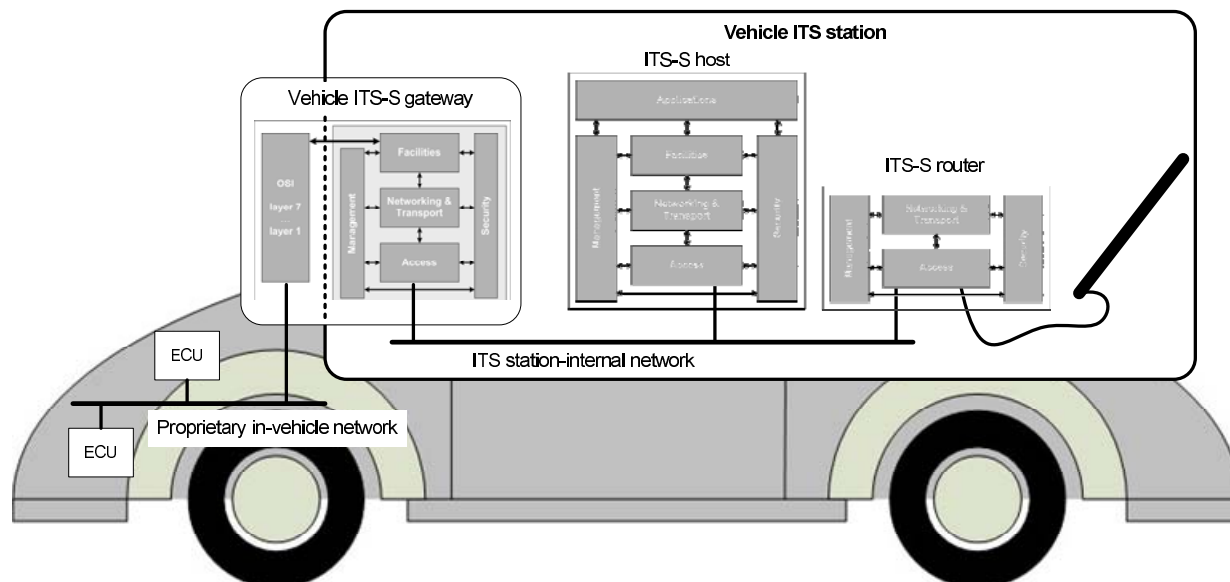 Vehicle ITS station
ITS-S host
Vehicle ITS-S gateway
ITS-S router
Applications
Management
Facilities
Networking &
Transport
Access
Security
OSI
layer 7
....
layer 1
Management
Facilities
Networking &
Transport
Access
Security
Management
Networking &
Transport
Access
Security
ITS station-internal network
ECU
ECU
Proprietary in-vehicle network